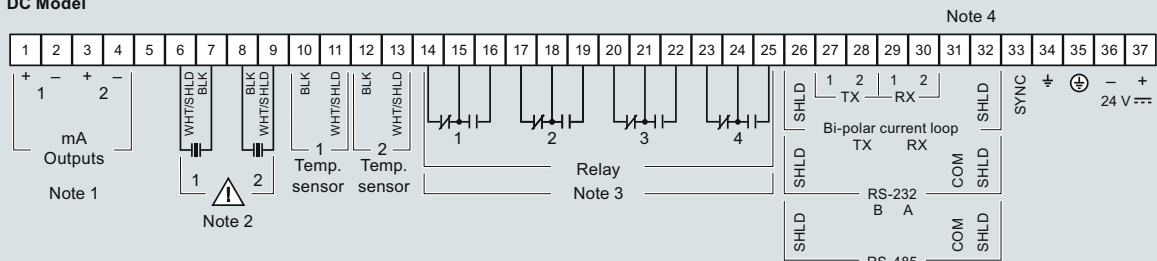 DC Model
Note 4
1 2 3 4 5 6 7 8 9 10 11 12 13 14 15 16 17 18 19 20 21 22 23 24 25 26 27 28 29 30 31 32 33 34 35 36 37
+ – + –
1 2
mA
Outputs
Note 1
WHT/SHLD
BLK
BLK
WHT/SHLD
1 2
Note 2
BLK
WHT/SHLD
1
Temp.
sensor
BLK
WHT/SHLD
2
Temp.
sensor
1 2 3 4
Relay
Note 3
SHLD
1 2 1 2
TX RX
SHLD
Bi-polar current loop
SHLD
TX RX
COM
SHLD
RS-232
SHLD
B A
COM
SHLD
RS-485
SYNC
– +
24 V